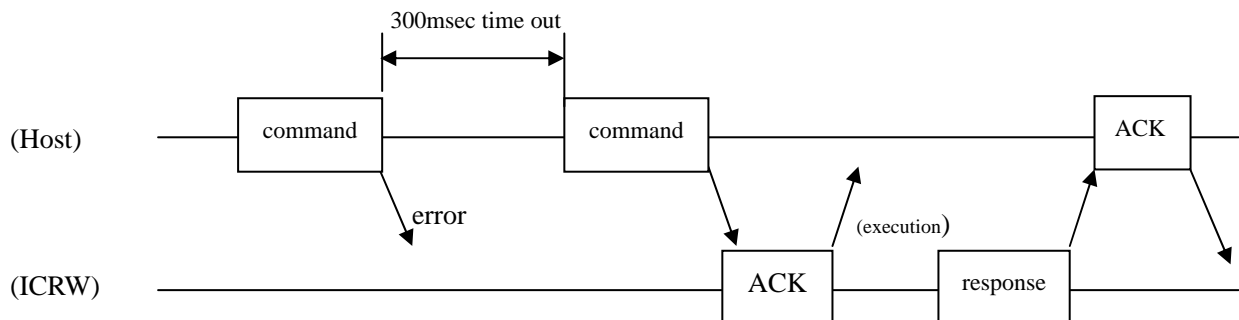 300msec time out
(Host)
command
command
ACK
error
(execution)
(ICRW)
ACK
response